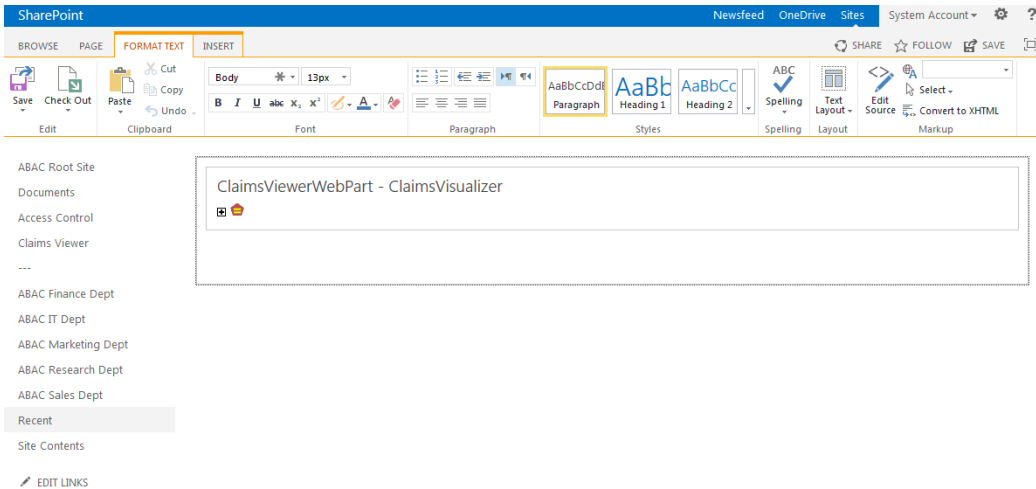 SharePoint Newsfeed OneDrive Sites System Account ?
BROWSE PAGE FORMAT TEXT INSERT SHARE FOLLOW SAVE
Save Check Out Paste Cut Copy Undo
Body 13px
B I U abc x₂ x² A
AaBbCcDdE Paragraph AaBb Heading 1 AaBbCc Heading 2
ABC Spelling Text Layout Edit Source Select Convert to XHTML
Edit Clipboard Font Paragraph Styles Spelling Layout Markup
ABAC Root Site
Documents
Access Control
Claims Viewer
---
ABAC Finance Dept
ABAC IT Dept
ABAC Marketing Dept
ABAC Research Dept
ABAC Sales Dept
Recent
Site Contents
EDIT LINKS
ClaimsViewerWebPart - ClaimsVisualizer